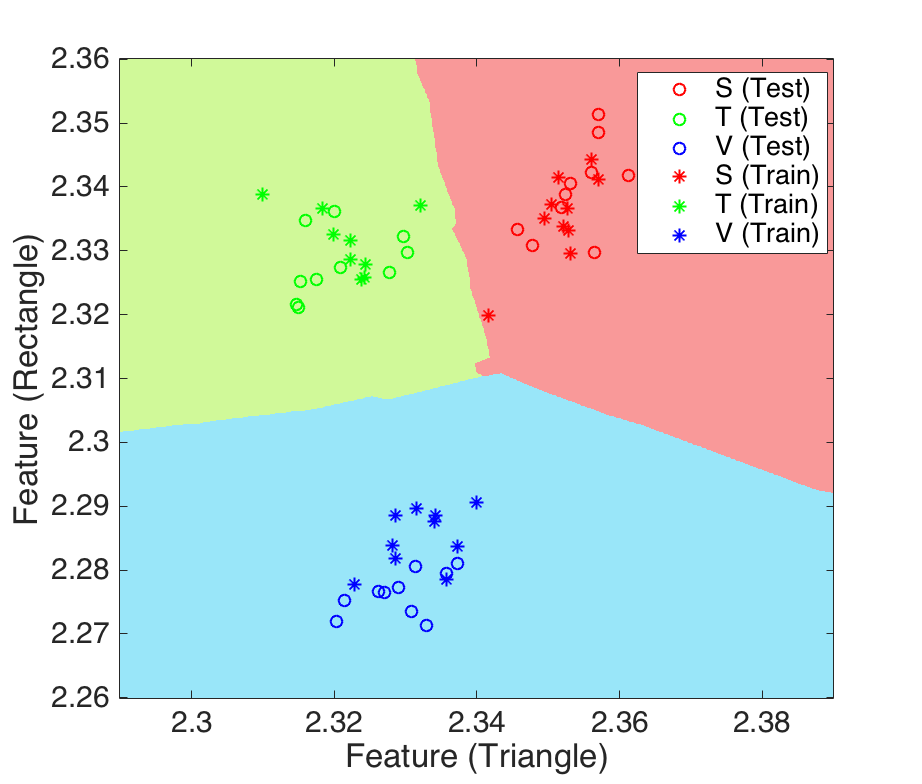 2.36
2.35
2.34
2.33
2.32
2.31
2.3
2.29
2.28
2.27
2.26
Feature (Rectangle)
S (Test)
T (Test)
V (Test)
S (Train)
T (Train)
V (Train)
2.3 2.32 2.34 2.36 2.38
Feature (Triangle)